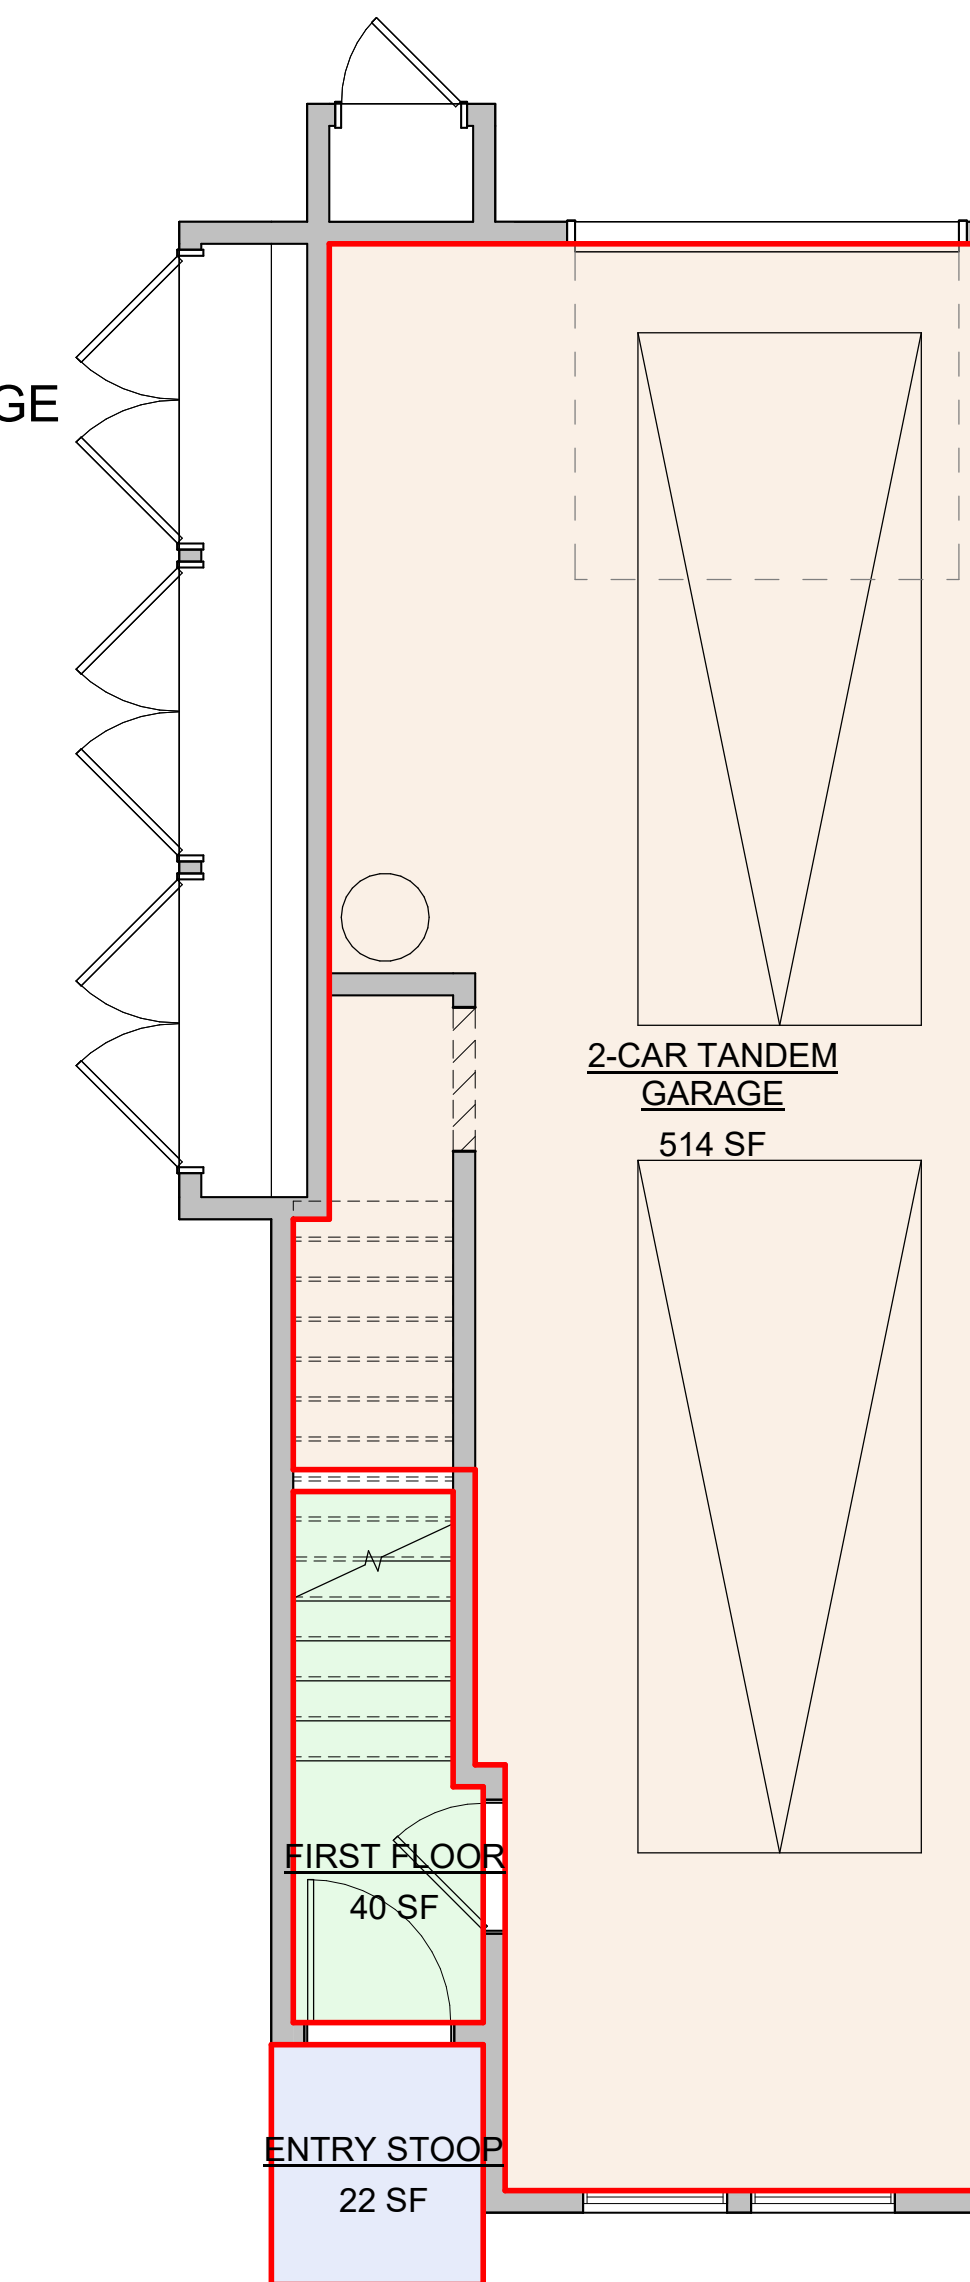 GE
2-CAR TANDEM
GARAGE
514 SF
FIRST FLOOR
40 SF
ENTRY STOOP
22 SF